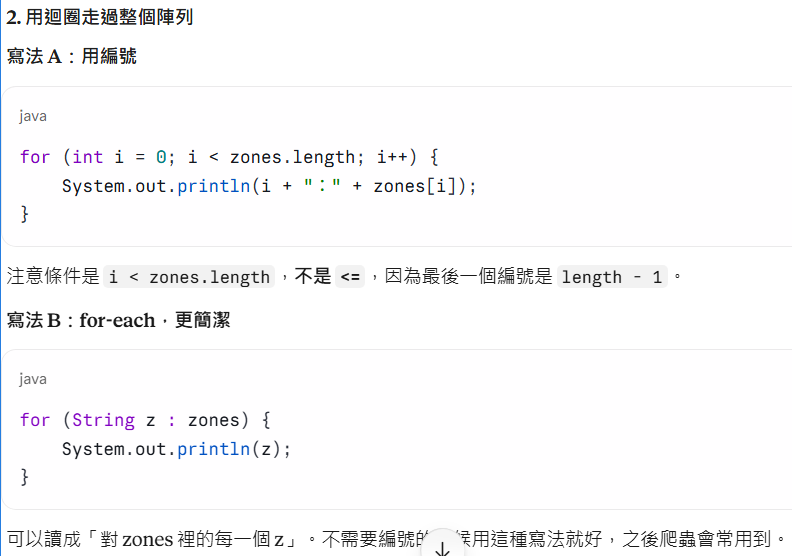 2. 用迴圈走過整個陣列
寫法 A：用編號
java
for (int i = 0; i < zones.length; i++) {
    System.out.println(i + "：" + zones[i]);
}
注意條件是 i < zones.length，不是 <=，因為最後一個編號是 length - 1。
寫法 B：for-each，更簡潔
java
for (String z : zones) {
    System.out.println(z);
}
可以讀成「對 zones 裡的每一個 z」。不需要編號的候用這種寫法就好，之後爬蟲會常用到。